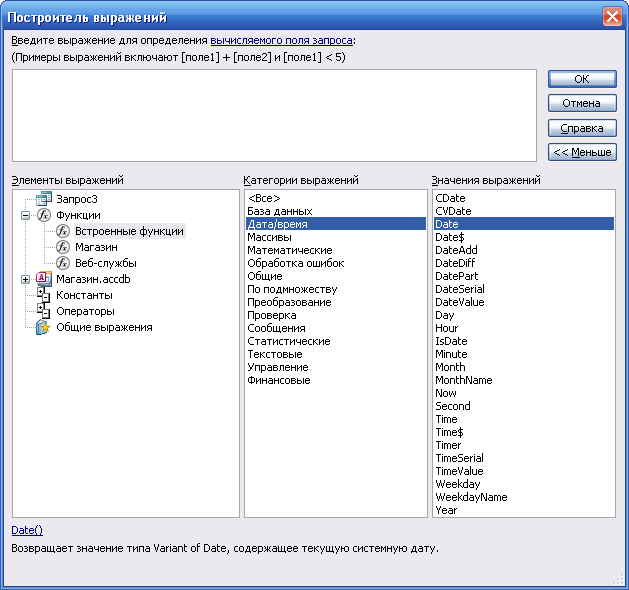 Построитель выражений
Введите выражение для определения вычисляемого поля запроса:
(Примеры выражений включают [поле1] + [поле2] и [поле1] < 5)
ОК
Отмена
Справка
<< Меньше
Элементы выражений
Запрос3
Функции
Встроенные функции
Магазин
Веб-службы
Магазин.accdb
Константы
Операторы
Общие выражения
Категории выражений
<Все>
База данных
Дата/время
Массивы
Математические
Обработка ошибок
Общие
По подмножеству
Преобразование
Проверка
Сообщения
Статистические
Текстовые
Управление
Финансовые
Значения выражений
CDate
CVDate
Date
Date$
DateAdd
DateDiff
DatePart
DateSerial
DateValue
Day
Hour
IsDate
Minute
Month
MonthName
Now
Second
Time
Time$
Timer
TimeSerial
TimeValue
Weekday
WeekdayName
Year
Date()
Возвращает значение типа Variant of Date, содержащее текущую системную дату.